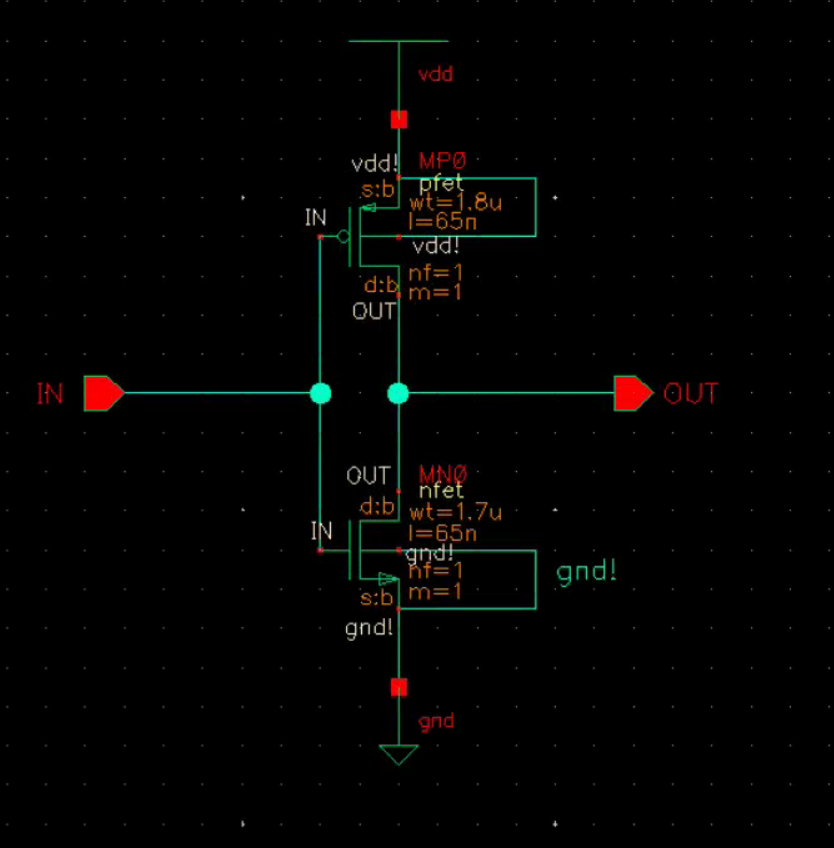 vdd
vdd!
MP0
pfet
s:b
wt=1.8u
l=65n
IN
vdd!
nf=1
d:b
m=1
OUT
IN
OUT
OUT
MN0
nfet
d:b
wt=1.7u
IN
l=65n
gnd!
nf=1
gnd!
m=1
s:b
gnd!
gnd